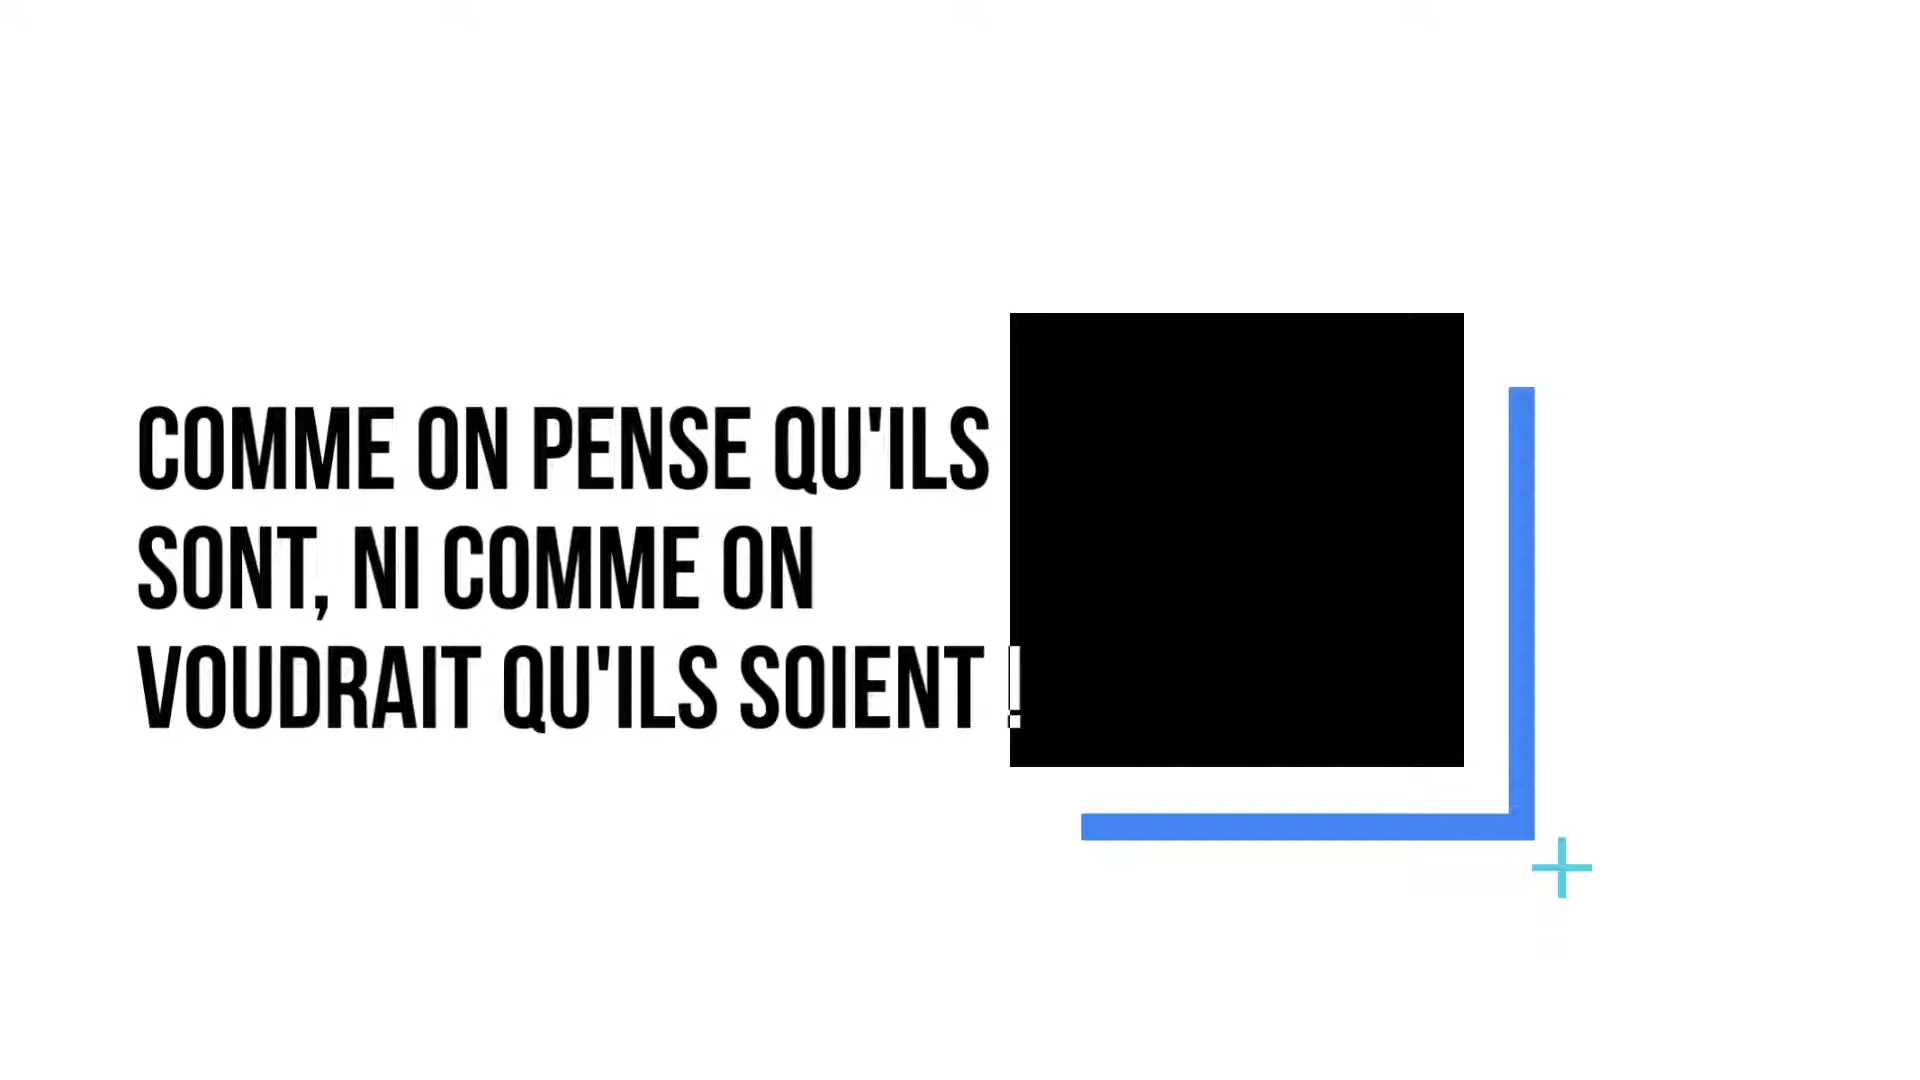 COMME ON PENSE QU'ILS
SONT, NI COMME ON
VOUDRAIT QU'ILS SOIENT !